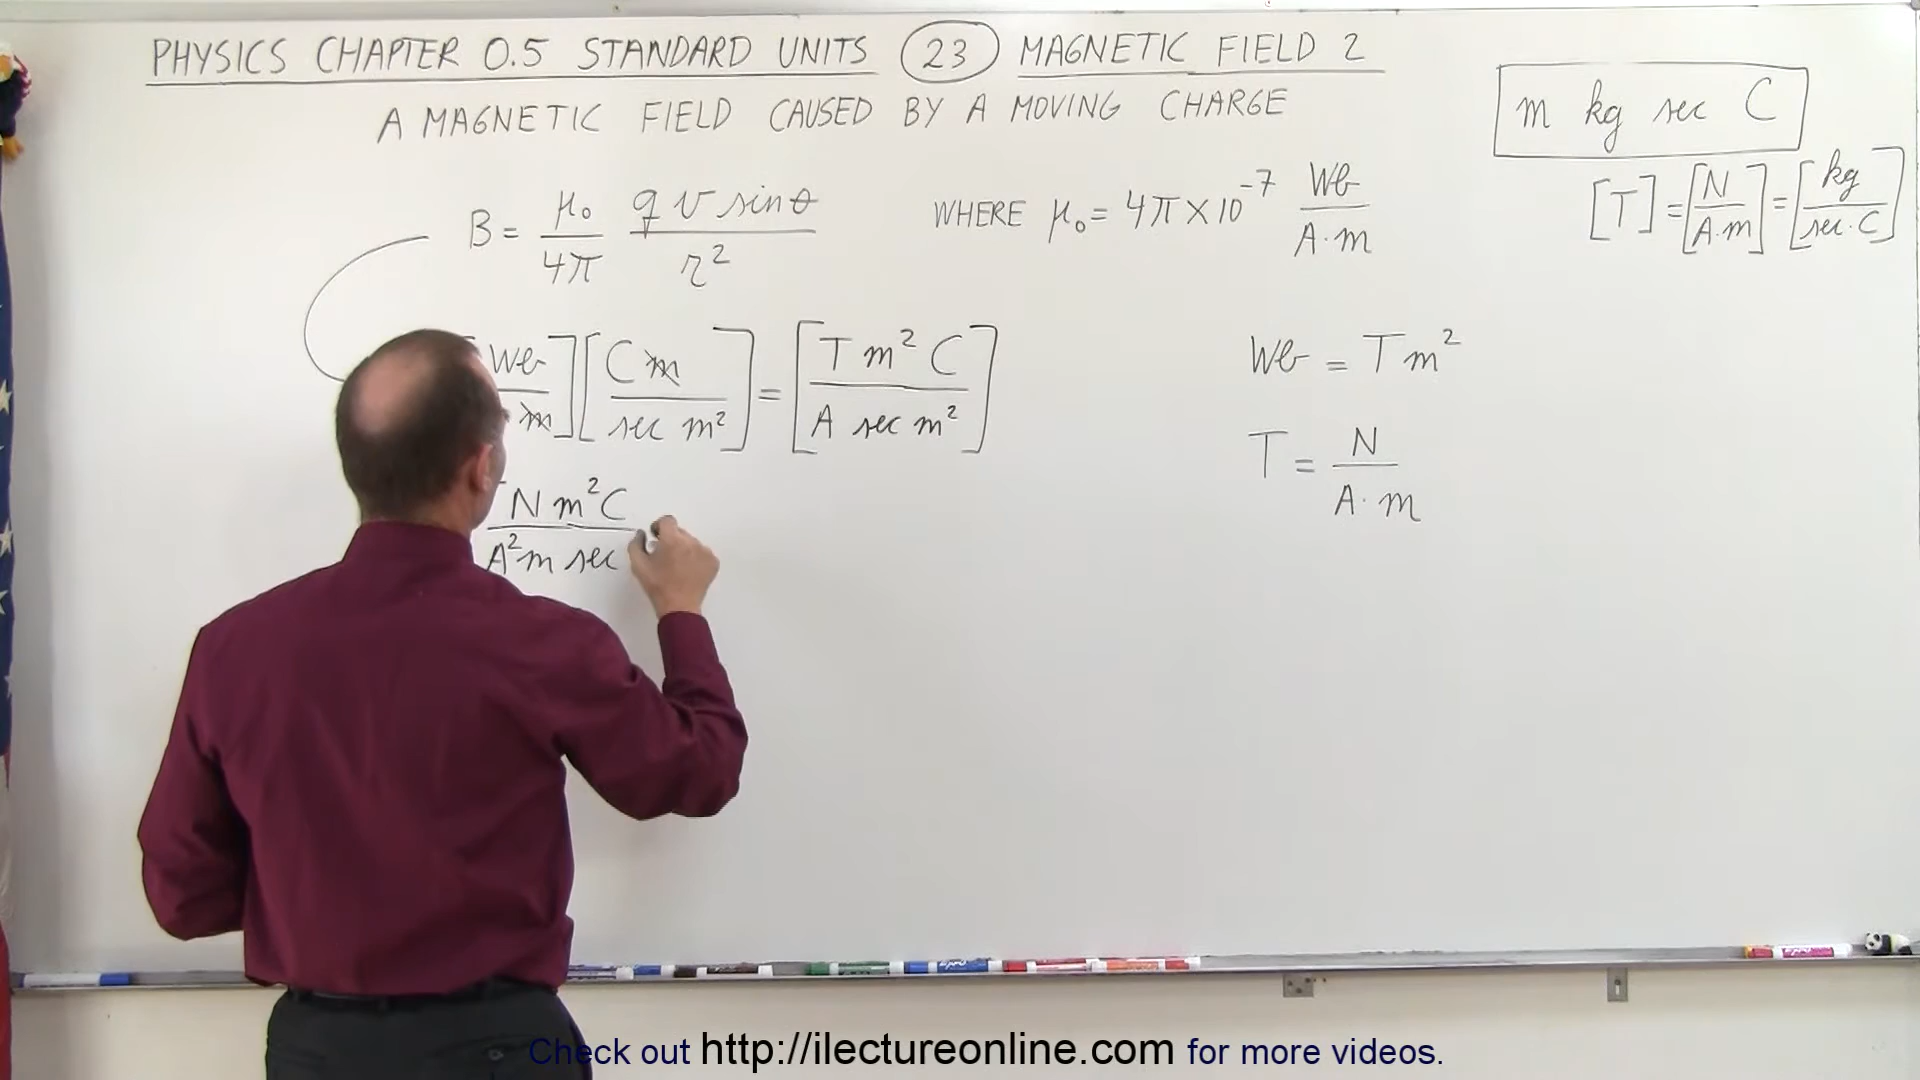 PHYSICS CHAPTER 0.5 STANDARD UNITS 23 MAGNETIC FIELD 2
A MAGNETIC FIELD CAUSED BY A MOVING CHARGE
m kg sec C
B = μ₀/4π q v sin θ/r² WHERE μ₀ = 4π × 10⁻⁷ Wb/A·m
[T] = [N/A·m] = [kg/sec·C]
Wb/m] [C m/sec m²] = [T m² C/A sec m²]
Wb = T m²
T = N/A·m
N m² C/A² m sec
Check out http://ilectureonline.com for more videos.